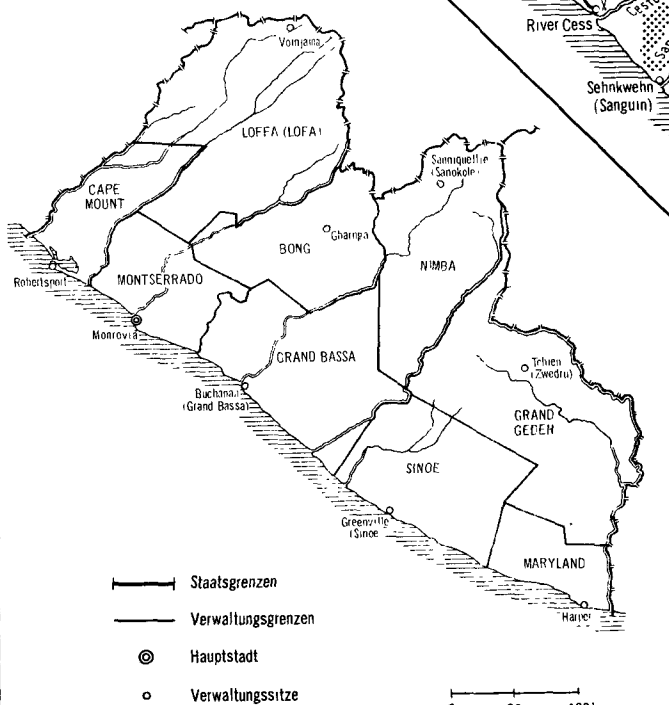 River Cess
Sehnkwehn
(Sanguin)
Voinjama
LOFFA (LOFA)
Sanniquellie
(Sanokole)
CAPE
MOUNT
BONG
Gbarnga
NIMBA
Robertsport
MONTSERRADO
Monrovia
GRAND BASSA
Tchien
(Zwedru)
Buchanan
(Grand Bassa)
GRAND
GEDEH
SINOE
Greenville
(Sinoe
MARYLAND
Harper
Staatsgrenzen
Verwaltungsgrenzen
Hauptstadt
Verwaltungssitze